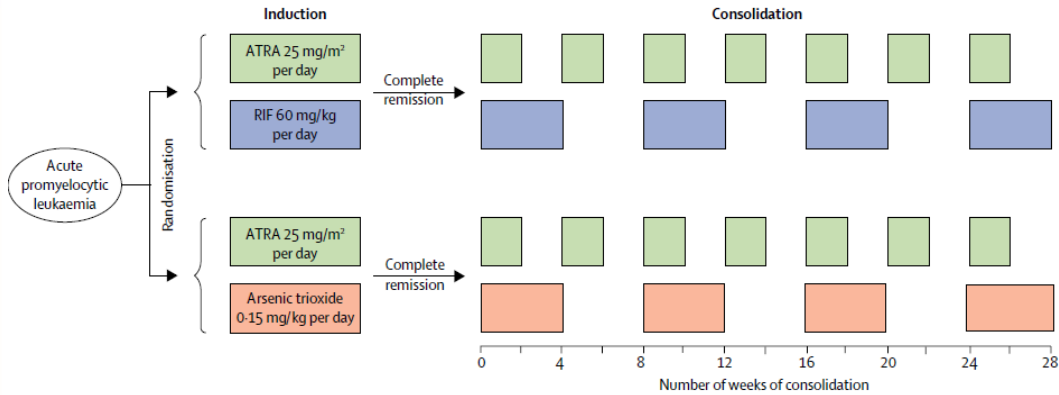 Induction
Consolidation
ATRA 25 mg/m²
per day
RIF 60 mg/kg
per day
Complete
remission
Acute
promyelocytic
leukaemia
Randomisation
ATRA 25 mg/m²
per day
Arsenic trioxide
0·15 mg/kg per day
Complete
remission
0
4
8
12
16
20
24
28
Number of weeks of consolidation